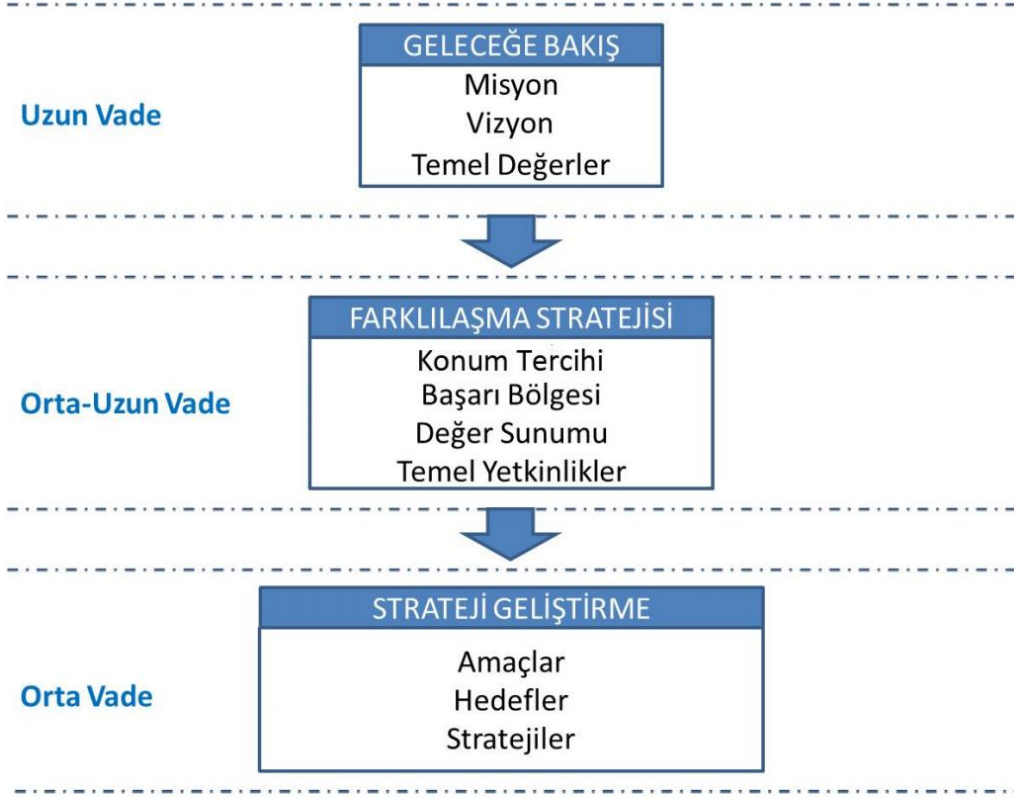 GELECEĞE BAKIŞ
Uzun Vade
Misyon
Vizyon
Temel Değerler
FARKLILAŞMA STRATEJİSİ
Orta-Uzun Vade
Konum Tercihi
Başarı Bölgesi
Değer Sunumu
Temel Yetkinlikler
STRATEJİ GELİŞTİRME
Orta Vade
Amaçlar
Hedefler
Stratejiler